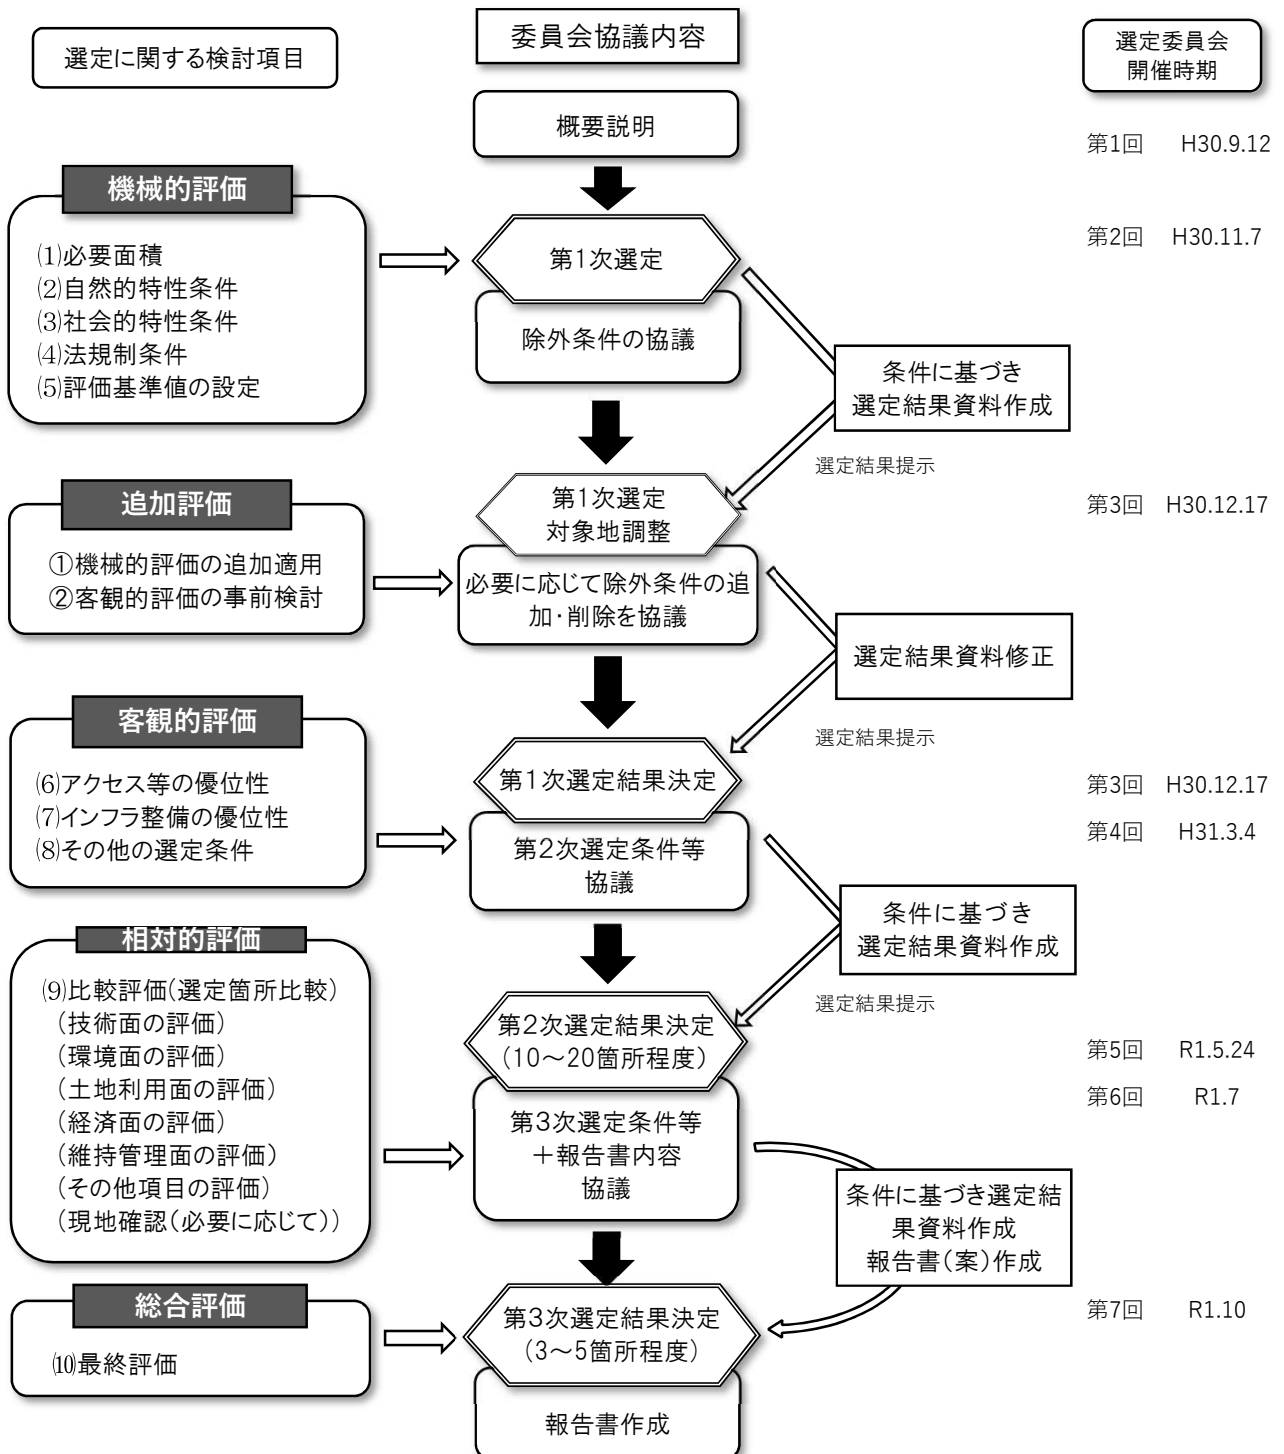 選定に関する検討項目
委員会協議内容
選定委員会
開催時期
概要説明
第1回 H30.9.12
機械的評価
⑴必要面積
⑵自然的特性条件
⑶社会的特性条件
⑷法規制条件
⑸評価基準値の設定
第1次選定
除外条件の協議
第2回 H30.11.7
条件に基づき
選定結果資料作成
選定結果提示
追加評価
①機械的評価の追加適用
②客観的評価の事前検討
第1次選定
対象地調整
必要に応じて除外条件の追
加・削除を協議
第3回 H30.12.17
選定結果資料修正
選定結果提示
客観的評価
⑹アクセス等の優位性
⑺インフラ整備の優位性
⑻その他の選定条件
第1次選定結果決定
第2次選定条件等
協議
第3回 H30.12.17
第4回 H31.3.4
条件に基づき
選定結果資料作成
選定結果提示
相対的評価
⑼比較評価(選定箇所比較)
(技術面の評価)
(環境面の評価)
(土地利用面の評価)
(経済面の評価)
(維持管理面の評価)
(その他項目の評価)
(現地確認(必要に応じて))
第2次選定結果決定
(10～20箇所程度)
第3次選定条件等
＋報告書内容
協議
第5回 R1.5.24
第6回 R1.7
条件に基づき選定結
果資料作成
報告書(案)作成
総合評価
⑽最終評価
第3次選定結果決定
(3～5箇所程度)
報告書作成
第7回 R1.10